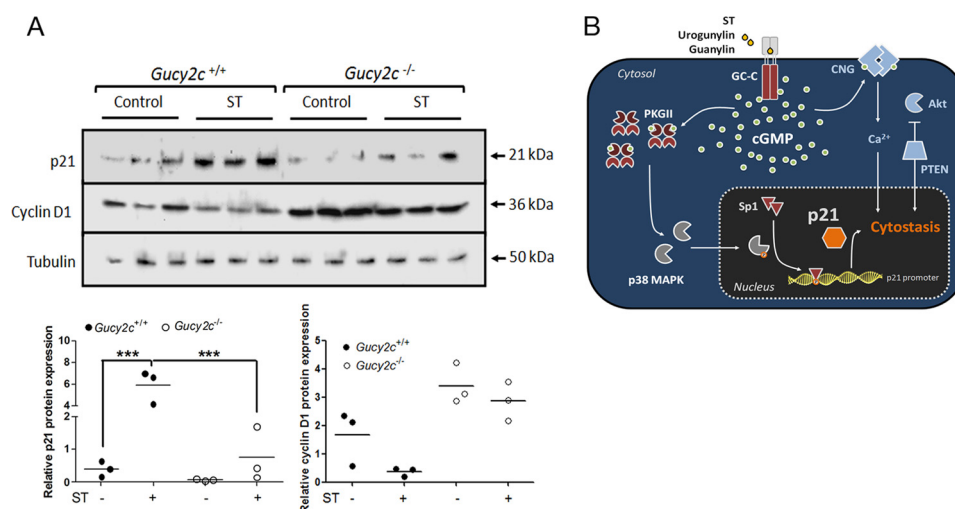 A
Gucy2c +/+ Gucy2c -/-
Control ST Control ST
p21 21 kDa
Cyclin D1 36 kDa
Tubulin 50 kDa
Gucy2c+/+ Gucy2c-/-
*** ***
Relative p21 protein expression
8
6
4
2
1
0
ST - + - +
Gucy2c+/+
Gucy2c-/-
Relative cyclin D1 protein expression
5
4
3
2
1
0
- + - +
B
ST
Urogunylin
Guanylin
Cytosol
GC-C
CNG
PKGII
cGMP
Akt
Ca2+
PTEN
Sp1
p21
Cytostasis
p38 MAPK
p21 promoter
Nucleus